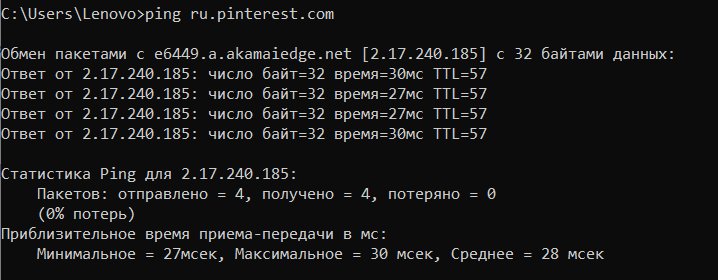 C:\Users\Lenovo>ping ru.pinterest.com
Обмен пакетами с e6449.a.akamaiedge.net [2.17.240.185] с 32 байтами данных:
Ответ от 2.17.240.185: число байт=32 время=30мс TTL=57
Ответ от 2.17.240.185: число байт=32 время=27мс TTL=57
Ответ от 2.17.240.185: число байт=32 время=27мс TTL=57
Ответ от 2.17.240.185: число байт=32 время=30мс TTL=57
Статистика Ping для 2.17.240.185:
    Пакетов: отправлено = 4, получено = 4, потеряно = 0
    (0% потерь)
Приблизительное время приема-передачи в мс:
    Минимальное = 27мсек, Максимальное = 30 мсек, Среднее = 28 мсек